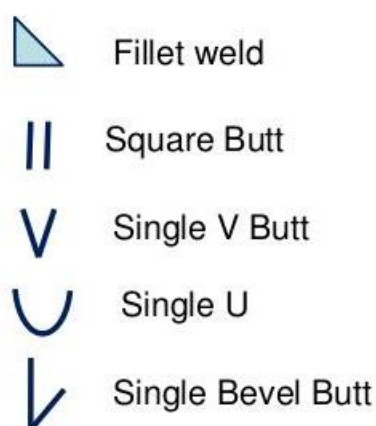 Fillet weld
Square Butt
Single V Butt
Single U
Single Bevel Butt